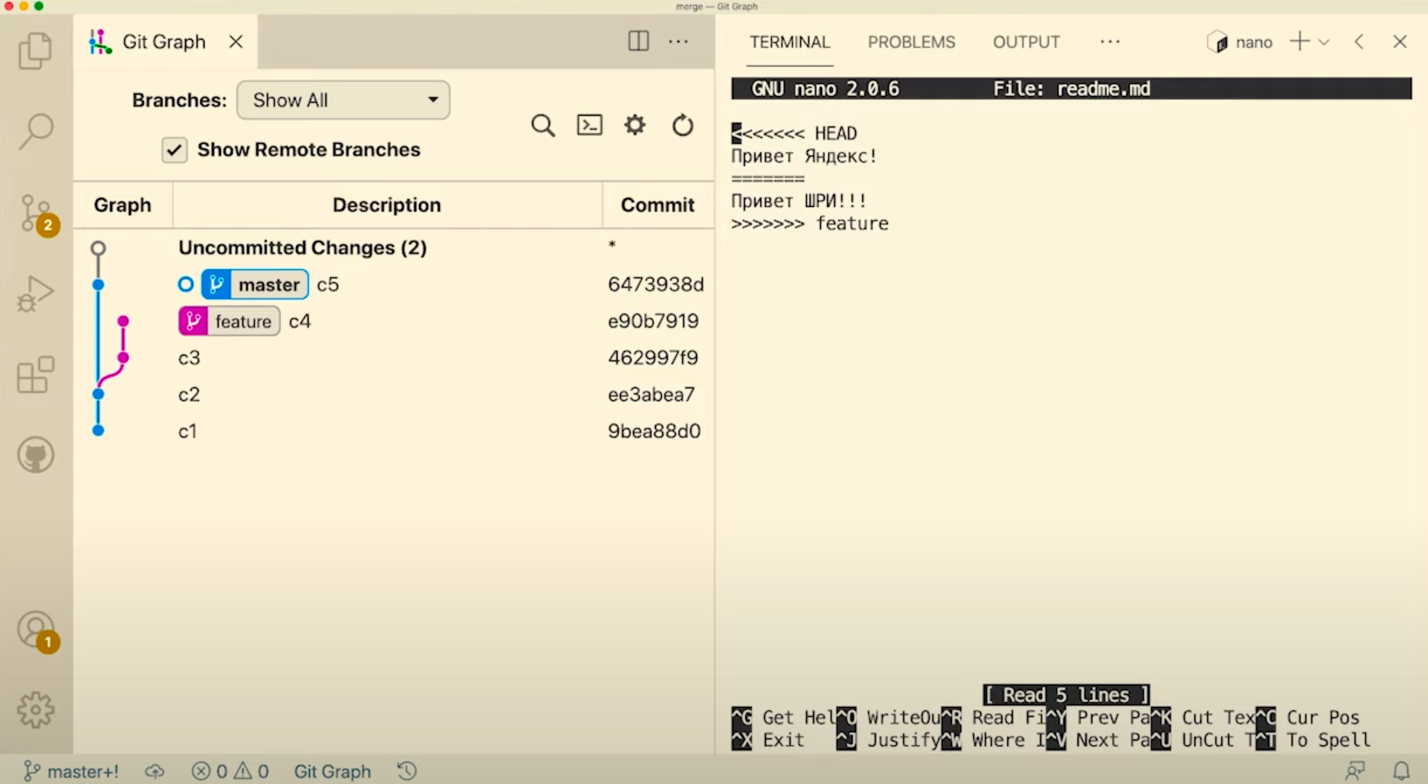 merge — Git Graph
Git Graph
Branches: Show All
Show Remote Branches
Graph Description Commit
Uncommitted Changes (2) *
master c5 6473938d
feature c4 e90b7919
c3 462997f9
c2 ee3abea7
c1 9bea88d0
2
1
TERMINAL PROBLEMS OUTPUT ··· nano
GNU nano 2.0.6 File: readme.md
<<<<<<< HEAD
Привет Яндекс!
=======
Привет ШРИ!!!
>>>>>>> feature
[ Read 5 lines ]
^G Get Hel^O WriteOu^R Read Fi^Y Prev Pa^K Cut Tex^C Cur Pos
^X Exit ^J Justify^W Where I^V Next Pa^U UnCut T^T To Spell
master+! 0 0 Git Graph